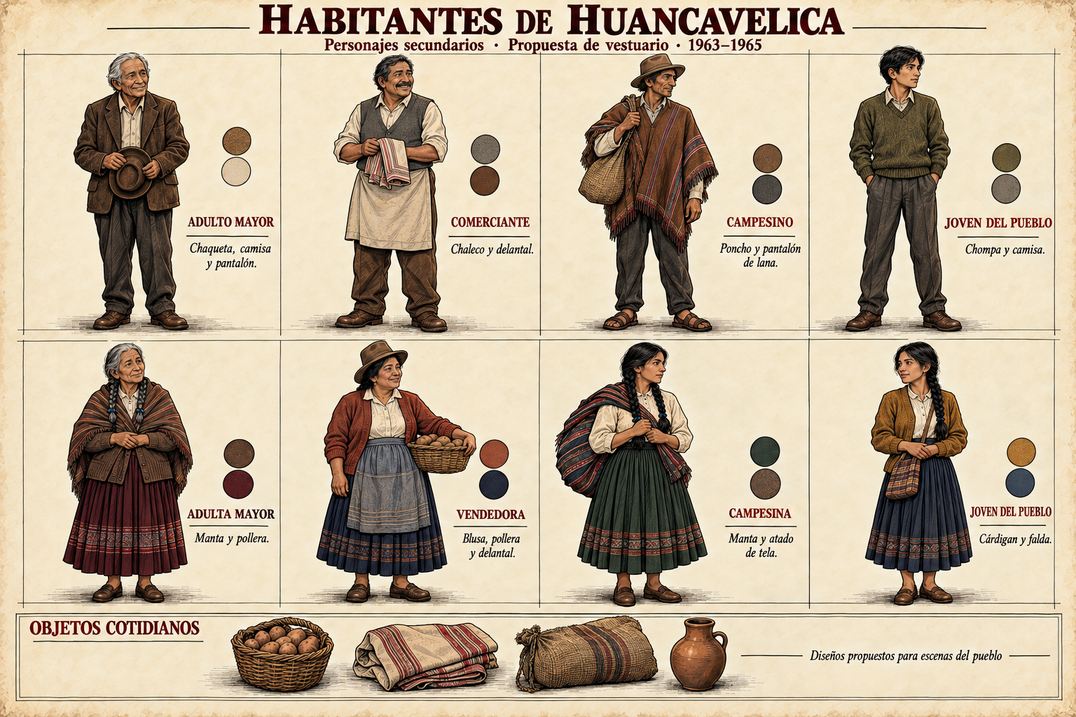 HABITANTES DE HUANCAVELICA
Personajes secundarios · Propuesta de vestuario · 1963–1965
ADULTO MAYOR
Chaqueta, camisa
y pantalón.
COMERCIANTE
Chaleco y delantal.
CAMPESINO
Poncho y pantalón
de lana.
JOVEN DEL PUEBLO
Chompa y camisa.
ADULTA MAYOR
Manta y pollera.
VENDEDORA
Blusa, pollera
y delantal.
CAMPESINA
Manta y atado
de tela.
JOVEN DEL PUEBLO
Cárdigan y falda.
OBJETOS COTIDIANOS
Diseños propuestos para escenas del pueblo